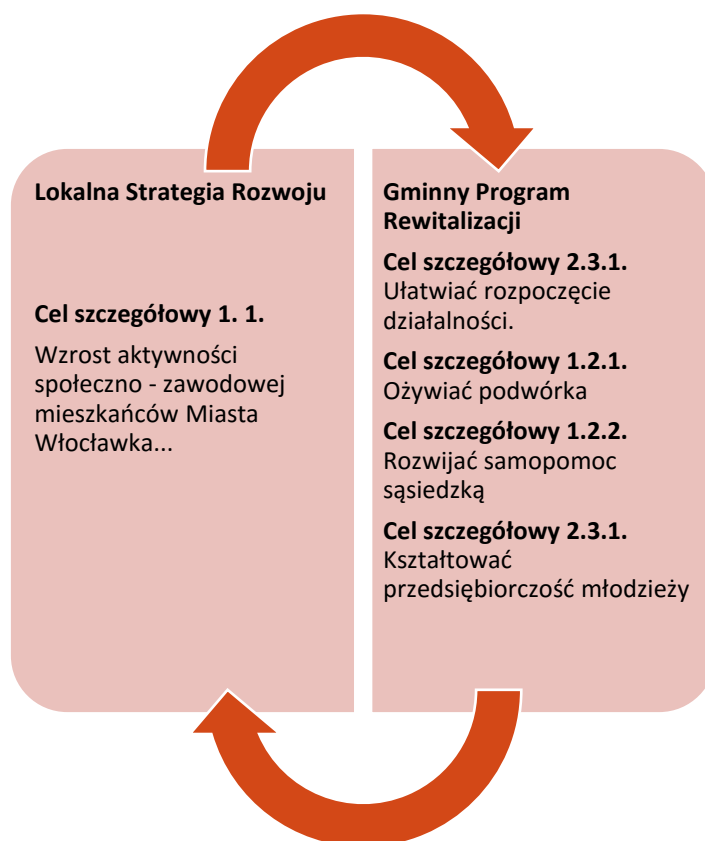 Lokalna Strategia Rozwoju
Cel szczegółowy 1. 1.
Wzrost aktywności
społeczno - zawodowej
mieszkańców Miasta
Włocławka...
Gminny Program
Rewitalizacji
Cel szczegółowy 2.3.1.
Ułatwiać rozpoczęcie
działalności.
Cel szczegółowy 1.2.1.
Ożywiać podwórka
Cel szczegółowy 1.2.2.
Rozwijać samopomoc
sąsiedzką
Cel szczegółowy 2.3.1.
Kształtować
przedsiębiorczość młodzieży